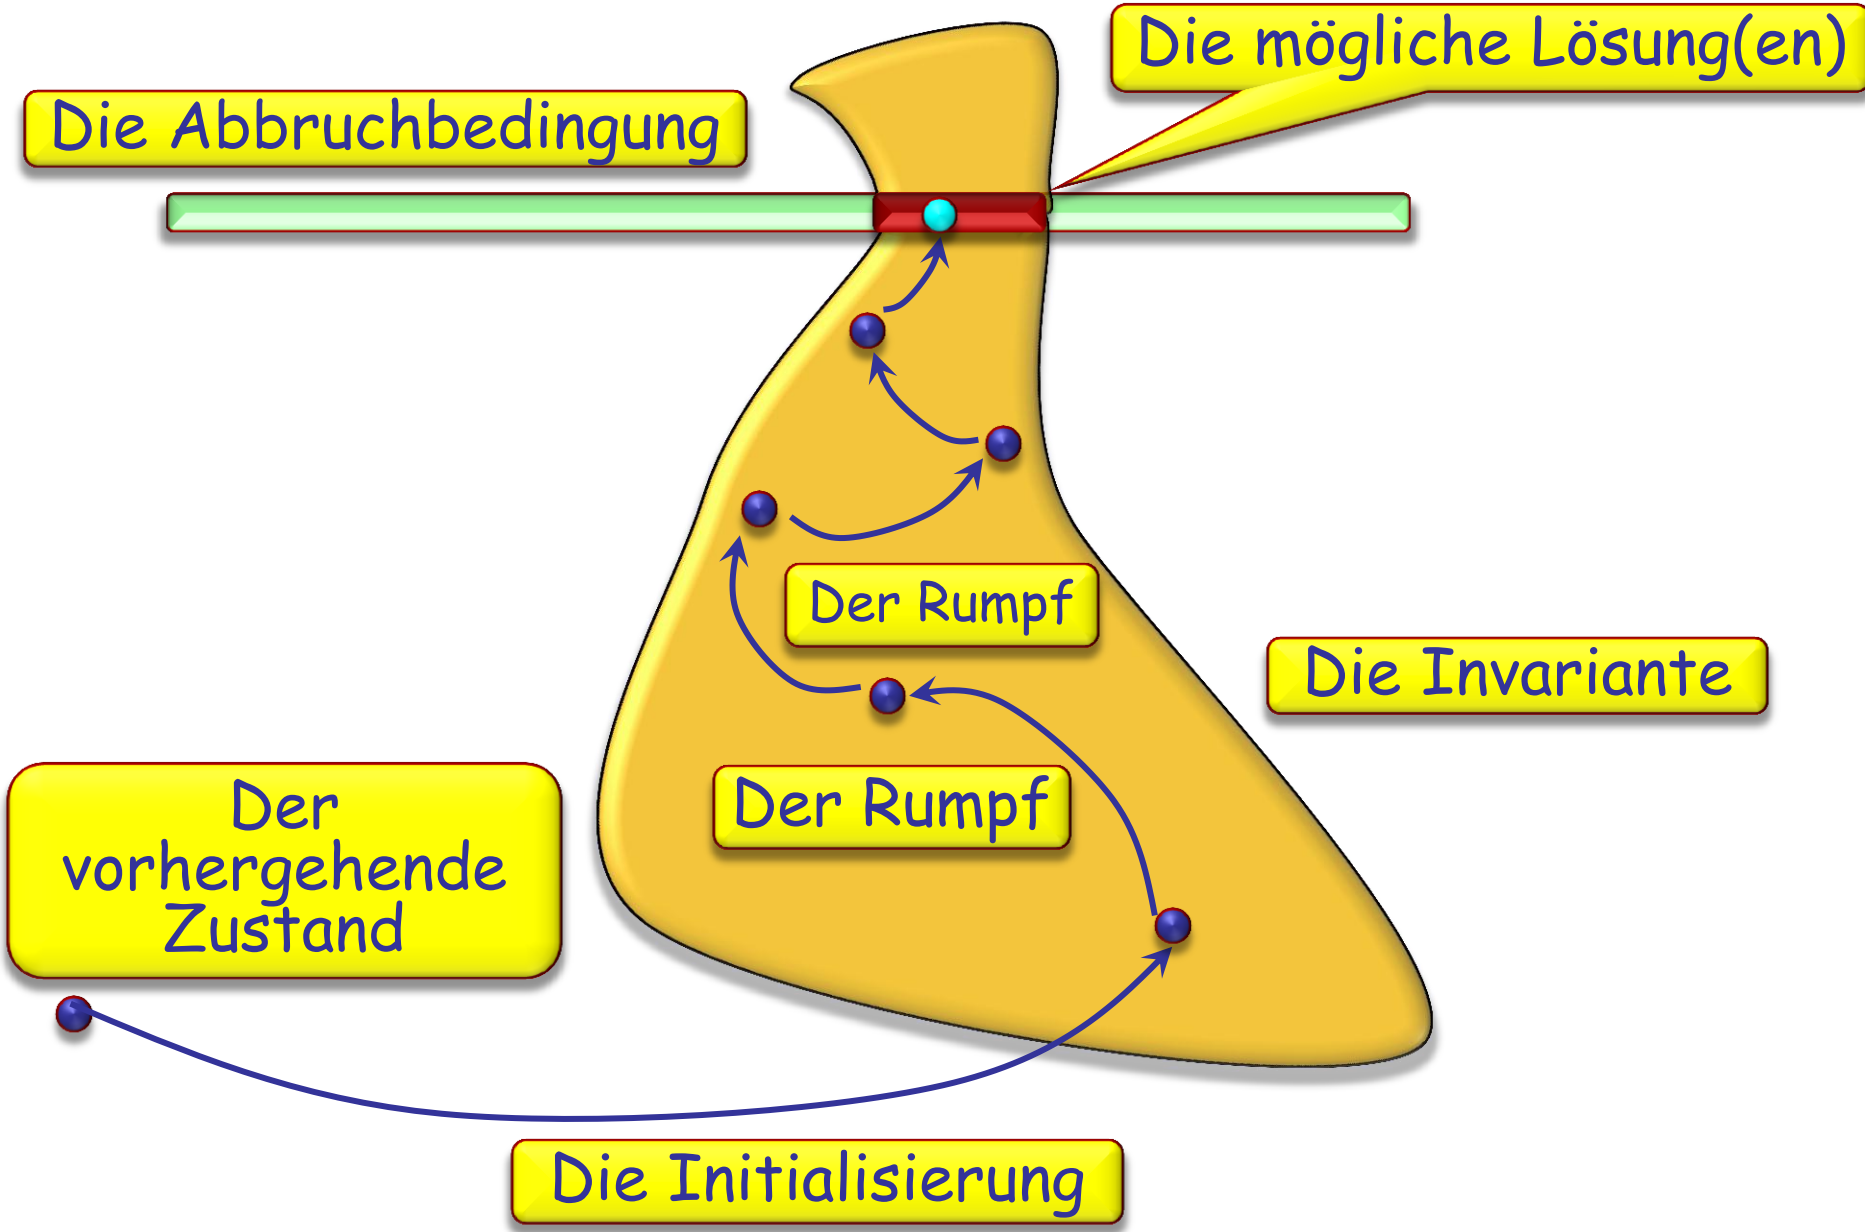 Die mögliche Lösung(en)
Die Abbruchbedingung
Der Rumpf
Die Invariante
Der Rumpf
Der
vorhergehende
Zustand
Die Initialisierung